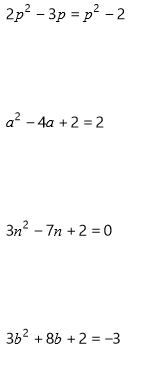 2p² − 3p = p² − 2
a² − 4a + 2 = 2
3n² − 7n + 2 = 0
3b² + 8b + 2 = −3